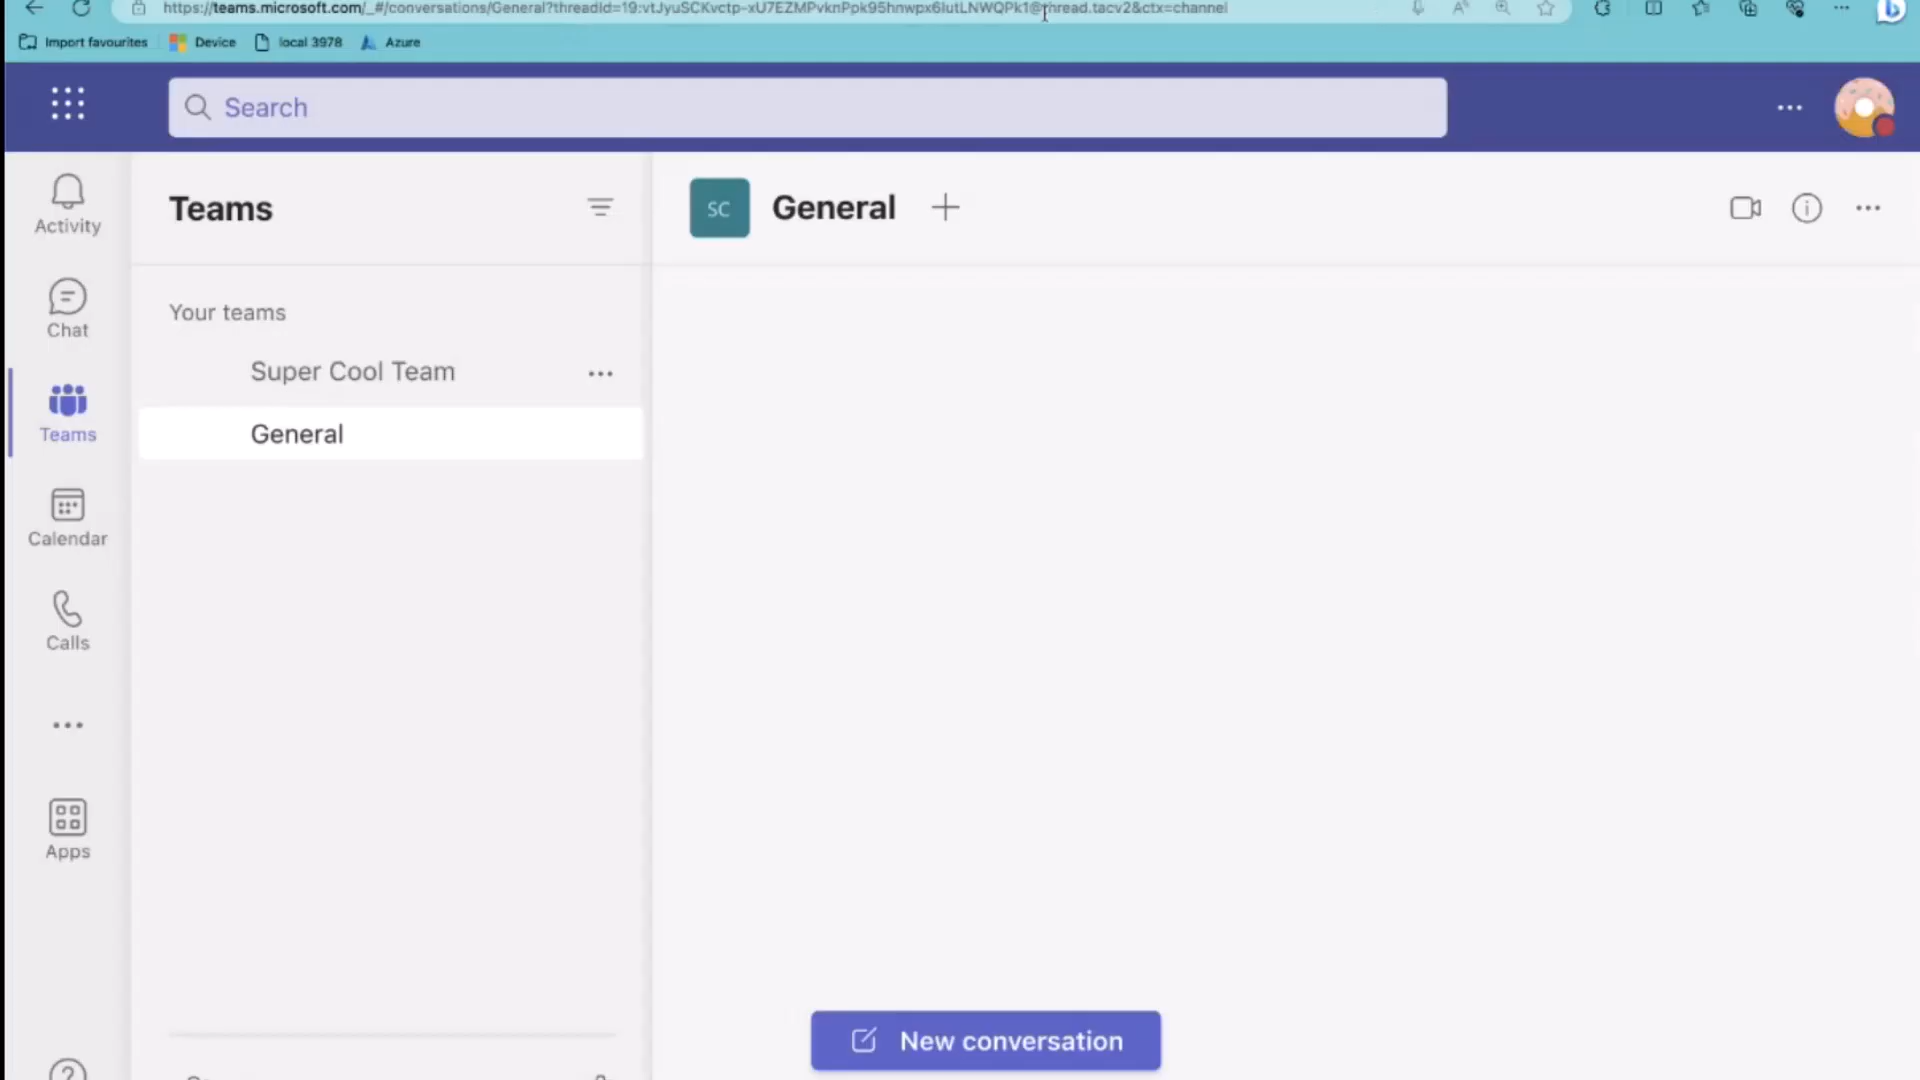 https://teams.microsoft.com/_#/conversations/General?threadId=19:vtJyuSCKvctp-xU7EZMPvknPpk95hnwpx6IutLNWQPk1@thread.tacv2&ctx=channel
Import favourites
Device
local 3978
Azure
Search
Activity
Chat
Teams
Calendar
Calls
Apps
Teams
Your teams
Super Cool Team
General
SC
General
New conversation